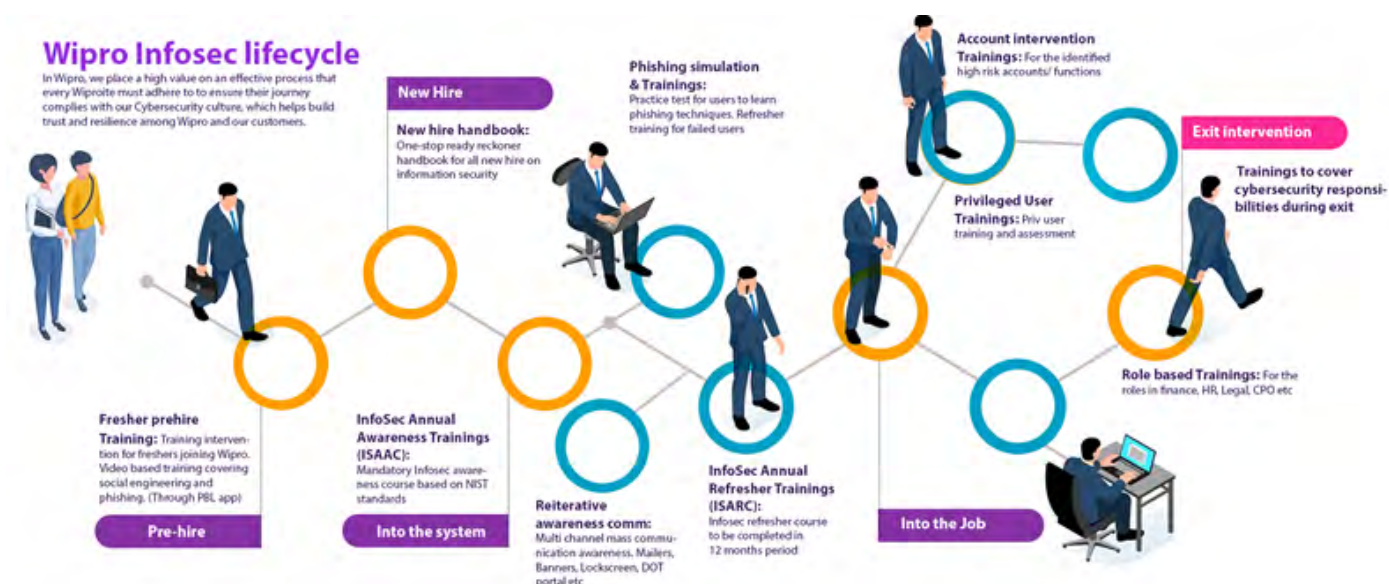 Wipro Infosec lifecycle
In Wipro, we place a high value on an effective process that
every Wiproite must adhere to to ensure their journey
complies with our Cybersecurity culture, which helps build
trust and resilience among Wipro and our customers.
New Hire
New hire handbook:
One-stop ready reckoner
handbook for all new hire on
information security
Phishing simulation
& Trainings:
Practice test for users to learn
phishing techniques. Refresher
training for failed users
Account intervention
Trainings: For the identified
high risk accounts/ functions
Exit intervention
Trainings to cover
cybersecurity responsi-
bilities during exit
Privileged User
Trainings: Priv user
training and assessment
Role based Trainings: For the
roles in finance, HR, Legal, CPO etc
Fresher prehire
Training: Training interven-
tion for freshers joining Wipro.
Video based training covering
social engineering and
phishing. (Through PBL app)
Pre-hire
InfoSec Annual
Awareness Trainings
(ISAAC):
Mandatory Infosec aware-
ness course based on NIST
standards
Into the system
Reiterative
awareness comm:
Multi channel mass commu-
nication awareness. Mailers,
Banners, Lockscreen, DOT
portal etc
InfoSec Annual
Refresher Trainings
(ISARC):
Infosec refresher course
to be completed in
12 months period
Into the Job